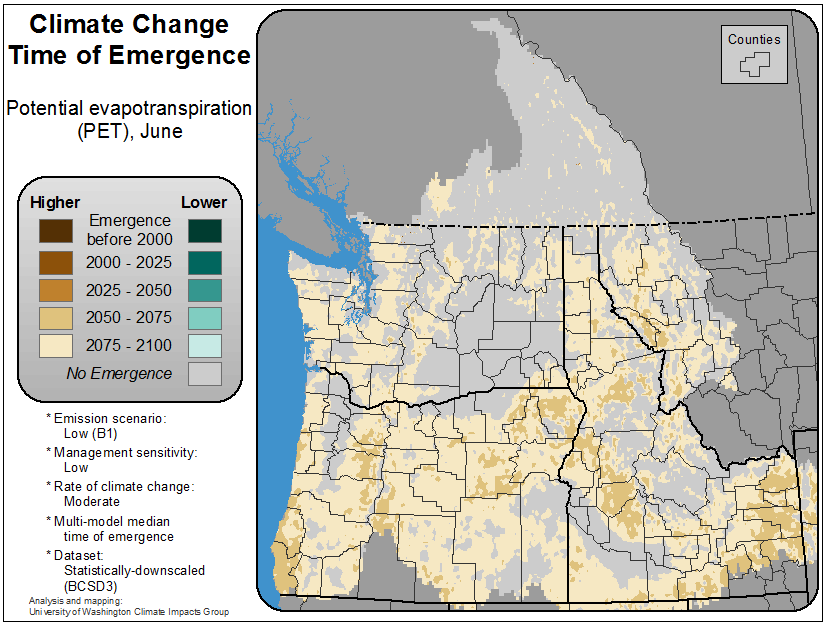 Climate Change
Time of Emergence
Potential evapotranspiration
(PET), June
Higher Lower
Emergence
before 2000
2000 - 2025
2025 - 2050
2050 - 2075
2075 - 2100
No Emergence
* Emission scenario:
Low (B1)
* Management sensitivity:
Low
* Rate of climate change:
Moderate
* Multi-model median
time of emergence
* Dataset:
Statistically-downscaled
(BCSD3)
Analysis and mapping:
University of Washington Climate Impacts Group
Counties